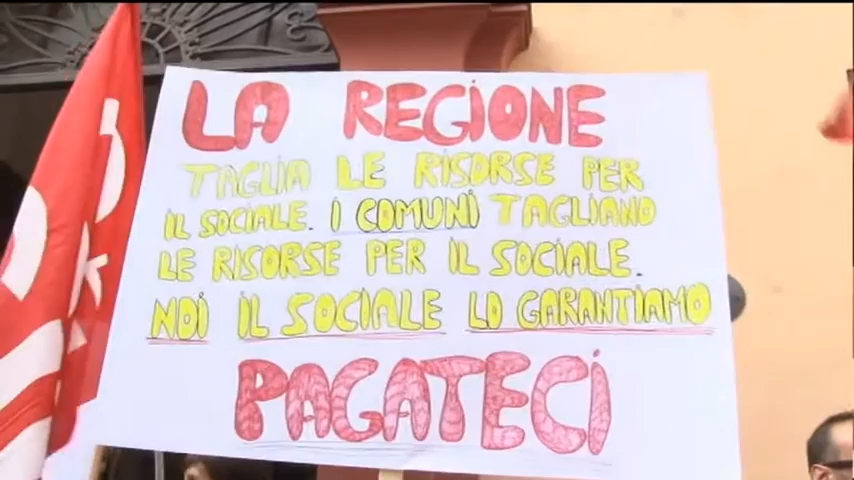 LA REGIONE
TAGLIA LE RISORSE PER
IL SOCIALE. I COMUNI TAGLIANO
LE RISORSE PER IL SOCIALE.
NOI IL SOCIALE LO GARANTIAMO
PAGATECI